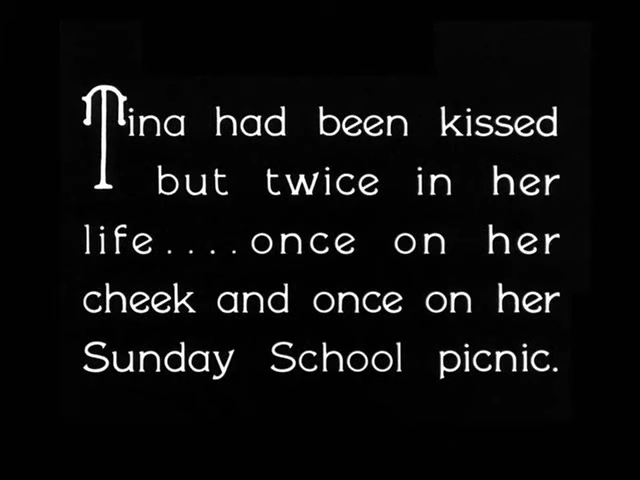 Tina had been kissed
but twice in her
life....once on her
cheek and once on her
Sunday School picnic.